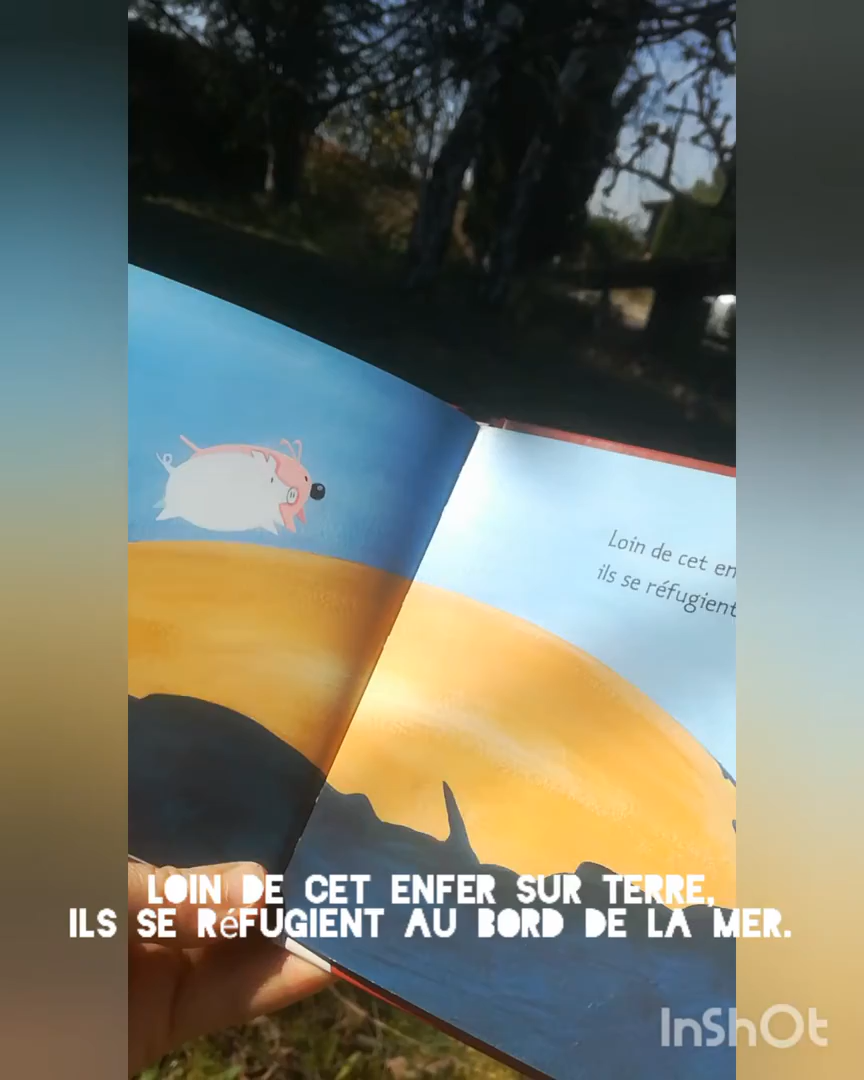 Loin de cet en
ils se réfugient
LOIN DE CET ENFER SUR TERRE,
ILS SE RéFUGIENT AU BORD DE LA MER.
InShOt